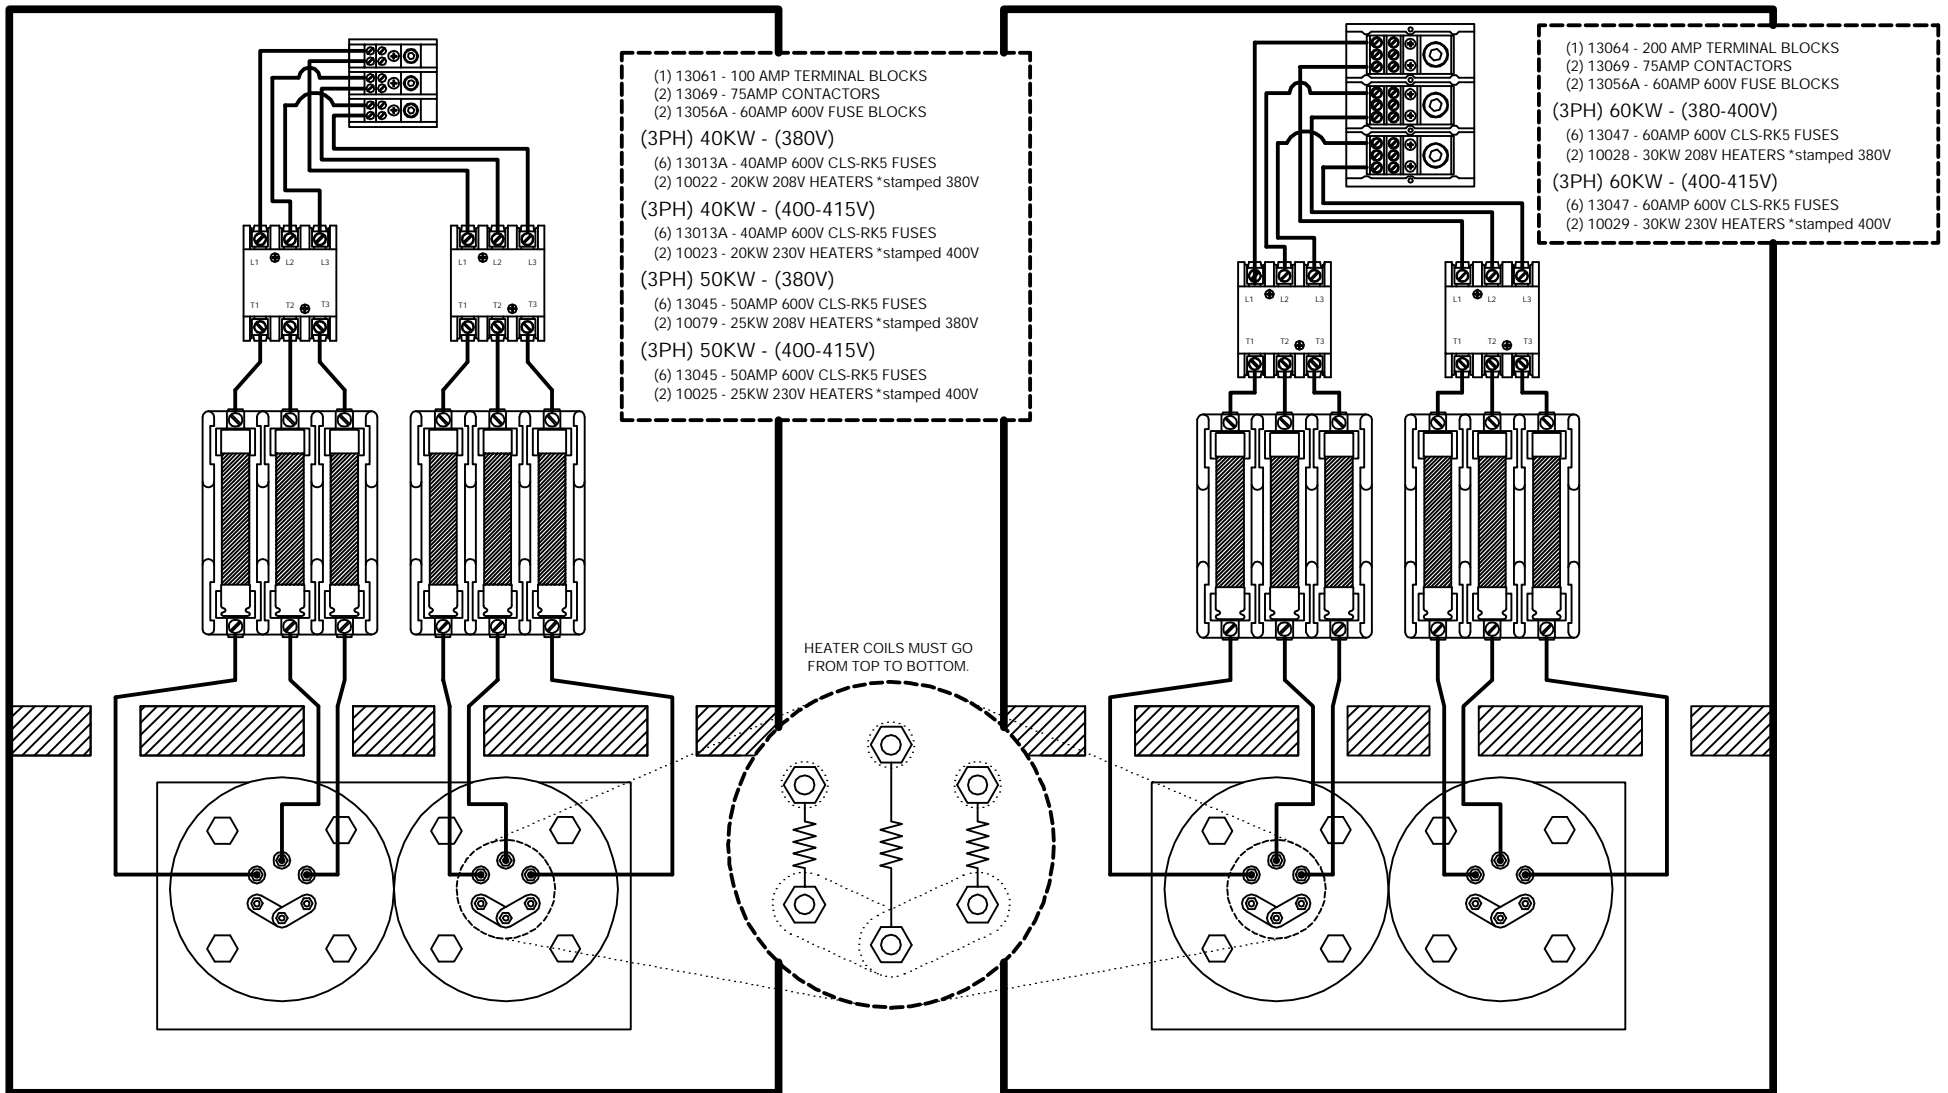 (1) 13061 - 100 AMP TERMINAL BLOCKS
(2) 13069 - 75AMP CONTACTORS
(2) 13056A - 60AMP 600V FUSE BLOCKS
(3PH) 40KW - (380V)
(6) 13013A - 40AMP 600V CLS-RK5 FUSES
(2) 10022 - 20KW 208V HEATERS *stamped 380V
(3PH) 40KW - (400-415V)
(6) 13013A - 40AMP 600V CLS-RK5 FUSES
(2) 10023 - 20KW 230V HEATERS *stamped 400V
(3PH) 50KW - (380V)
(6) 13045 - 50AMP 600V CLS-RK5 FUSES
(2) 10079 - 25KW 208V HEATERS *stamped 380V
(3PH) 50KW - (400-415V)
(6) 13045 - 50AMP 600V CLS-RK5 FUSES
(2) 10025 - 25KW 230V HEATERS *stamped 400V
(1) 13064 - 200 AMP TERMINAL BLOCKS
(2) 13069 - 75AMP CONTACTORS
(2) 13056A - 60AMP 600V FUSE BLOCKS
(3PH) 60KW - (380-400V)
(6) 13047 - 60AMP 600V CLS-RK5 FUSES
(2) 10028 - 30KW 208V HEATERS *stamped 380V
(3PH) 60KW - (400-415V)
(6) 13047 - 60AMP 600V CLS-RK5 FUSES
(2) 10029 - 30KW 230V HEATERS *stamped 400V
L1 L2 L3
T1 T2 T3
L1 L2 L3
T1 T2 T3
L1 L2 L3
T1 T2 T3
L1 L2 L3
T1 T2 T3
HEATER COILS MUST GO
FROM TOP TO BOTTOM.